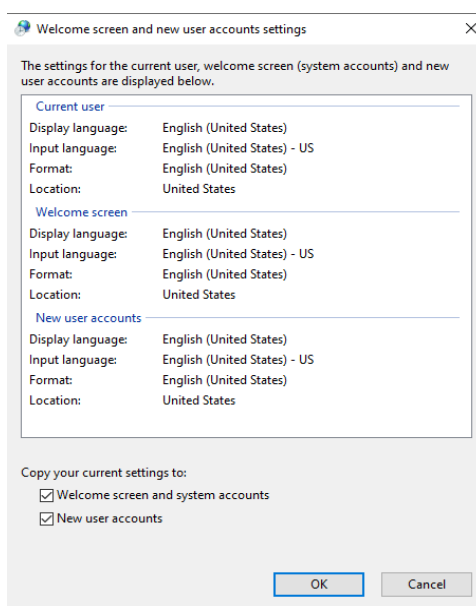 Welcome screen and new user accounts settings
The settings for the current user, welcome screen (system accounts) and new
user accounts are displayed below.
Current user
Display language: English (United States)
Input language: English (United States) - US
Format: English (United States)
Location: United States
Welcome screen
Display language: English (United States)
Input language: English (United States) - US
Format: English (United States)
Location: United States
New user accounts
Display language: English (United States)
Input language: English (United States) - US
Format: English (United States)
Location: United States
Copy your current settings to:
Welcome screen and system accounts
New user accounts
OK Cancel